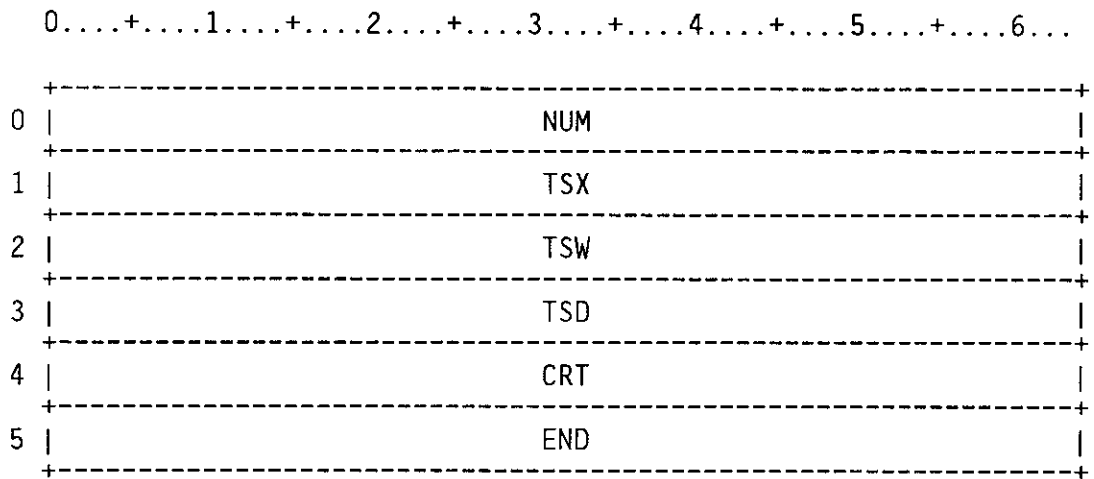 0....+....1....+....2....+....3....+....4....+....5....+....6...
+----------------------------------------------------------------+
0 | NUM |
+----------------------------------------------------------------+
1 | TSX |
+----------------------------------------------------------------+
2 | TSW |
+----------------------------------------------------------------+
3 | TSD |
+----------------------------------------------------------------+
4 | CRT |
+----------------------------------------------------------------+
5 | END |
+----------------------------------------------------------------+